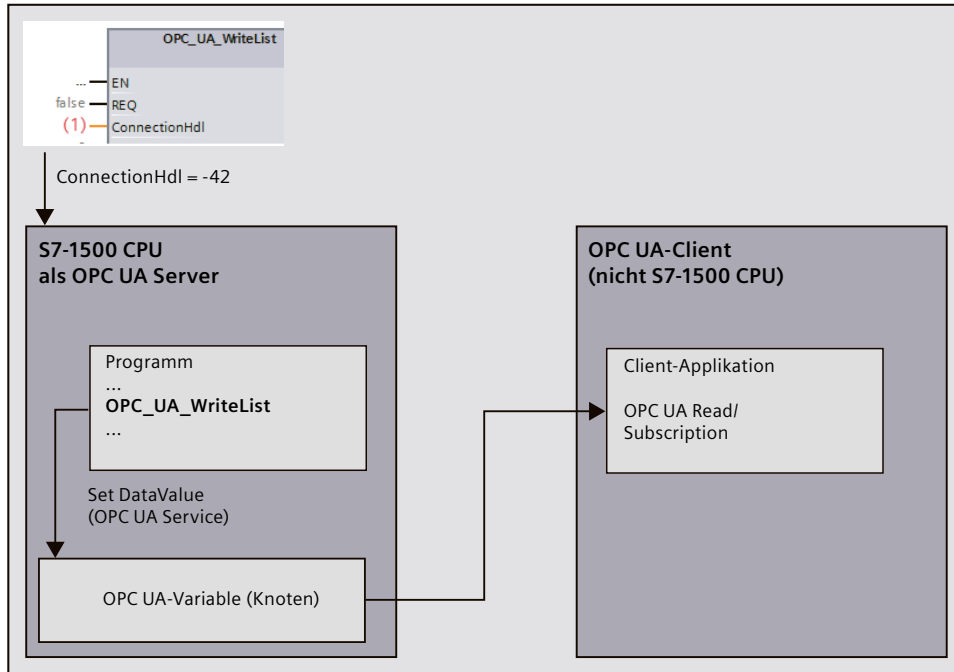 OPC_UA_WriteList
...
EN
false
REQ
(1)
ConnectionHdl
ConnectionHdl = -42
S7-1500 CPU
als OPC UA Server
Programm
...
OPC_UA_WriteList
...
Set DataValue
(OPC UA Service)
OPC UA-Variable (Knoten)
OPC UA-Client
(nicht S7-1500 CPU)
Client-Applikation
OPC UA Read/
Subscription